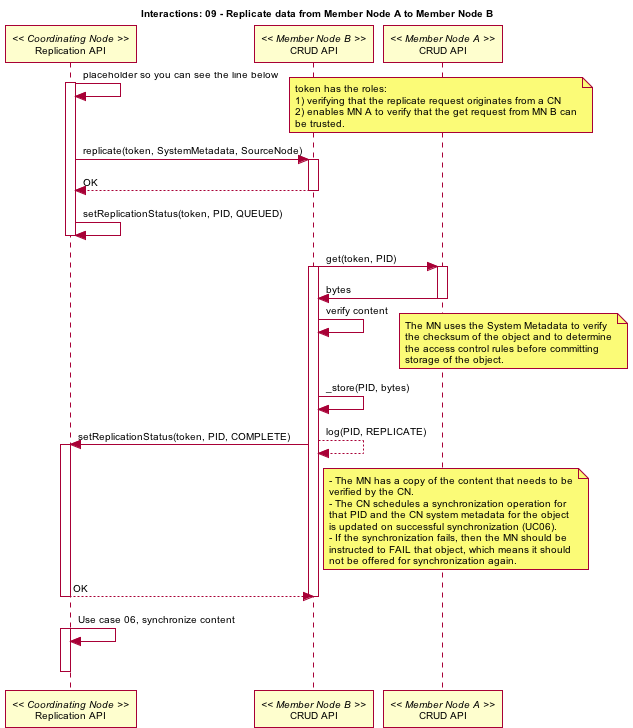 Interactions: 09 - Replicate data from Member Node A to Member Node B
<< Coordinating Node >>
Replication API
<< Member Node B >>
CRUD API
<< Member Node A >>
CRUD API
placeholder so you can see the line below
token has the roles:
1) verifying that the replicate request originates from a CN
2) enables MN A to verify that the get request from MN B can
be trusted.
replicate(token, SystemMetadata, SourceNode)
OK
setReplicationStatus(token, PID, QUEUED)
get(token, PID)
bytes
verify content
The MN uses the System Metadata to verify
the checksum of the object and to determine
the access control rules before committing
storage of the object.
_store(PID, bytes)
log(PID, REPLICATE)
setReplicationStatus(token, PID, COMPLETE)
- The MN has a copy of the content that needs to be
verified by the CN.
- The CN schedules a synchronization operation for
that PID and the CN system metadata for the object
is updated on successful synchronization (UC06).
- If the synchronization fails, then the MN should be
instructed to FAIL that object, which means it should
not be offered for synchronization again.
OK
Use case 06, synchronize content
<< Coordinating Node >>
Replication API
<< Member Node B >>
CRUD API
<< Member Node A >>
CRUD API